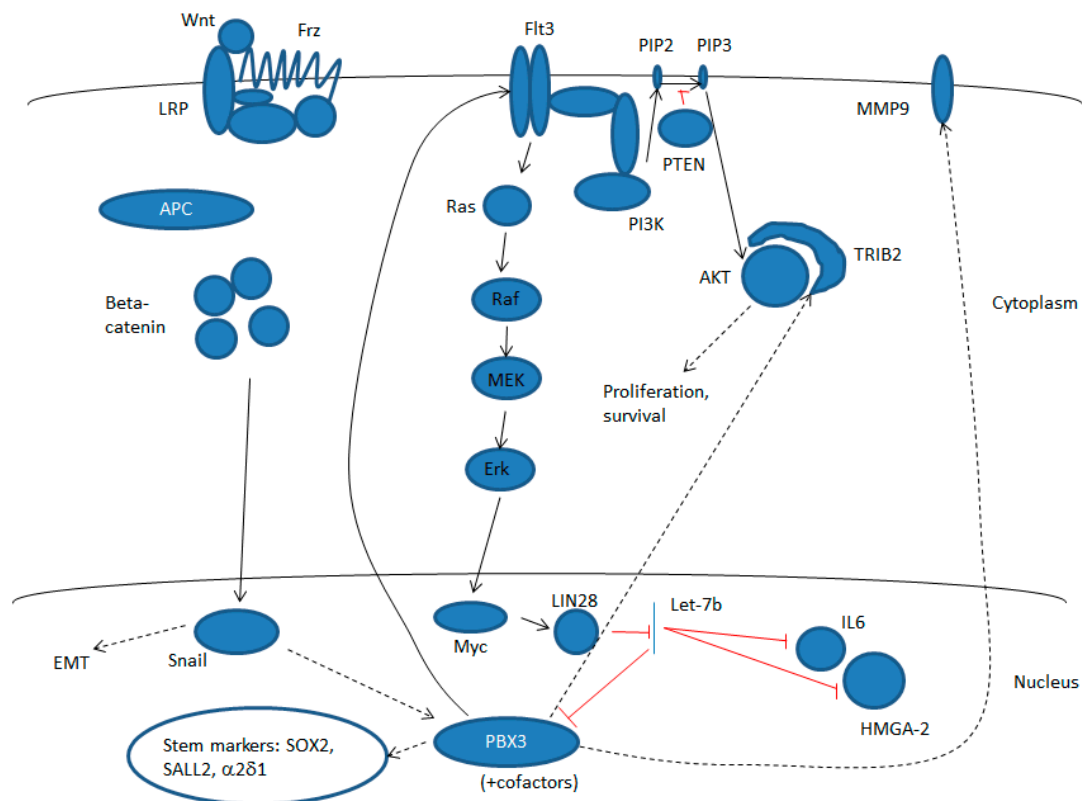 Wnt
Frz
LRP
APC
Beta-
catenin
Flt3
PIP2
PIP3
PTEN
PI3K
MMP9
Ras
Raf
MEK
Erk
AKT
TRIB2
Cytoplasm
Proliferation,
survival
Myc
LIN28
Let-7b
IL6
HMGA-2
Nucleus
Snail
EMT
Stem markers: SOX2,
SALL2, α2δ1
PBX3
(+cofactors)